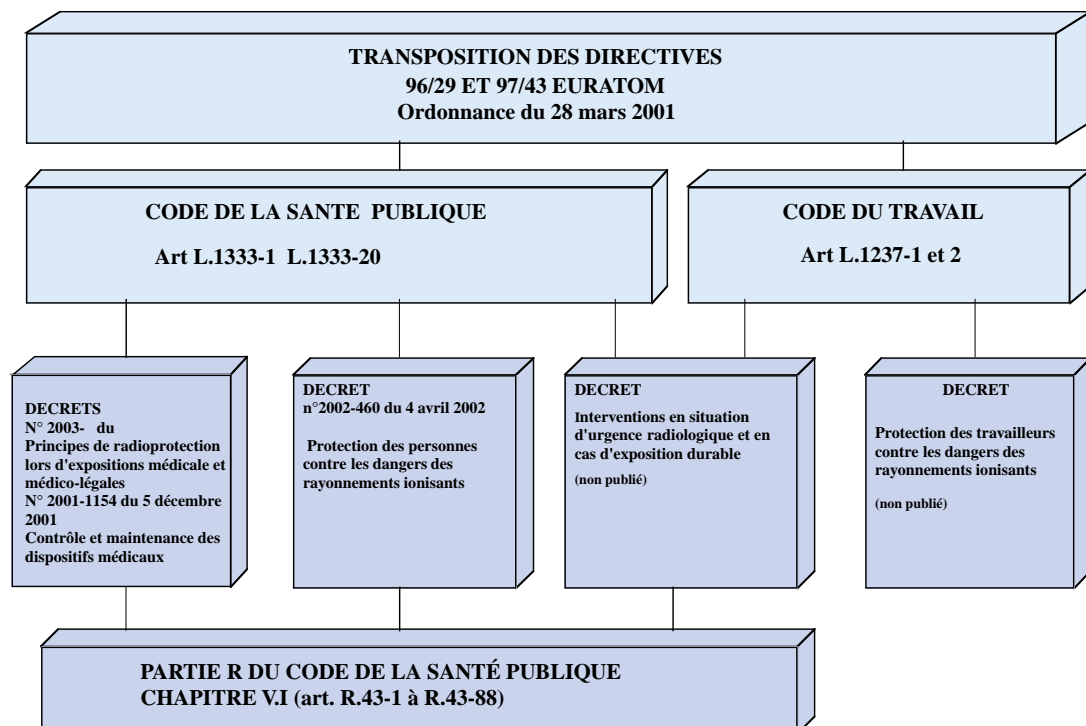 TRANSPOSITION DES DIRECTIVES
96/29 ET 97/43 EURATOM
Ordonnance du 28 mars 2001
CODE DE LA SANTE PUBLIQUE
Art L.1333-1 L.1333-20
CODE DU TRAVAIL
Art L.1237-1 et 2
DECRETS
N° 2003- du
Principes de radioprotection
lors d'expositions médicale et
médico-légales
N° 2001-1154 du 5 décembre
2001
Contrôle et maintenance des
dispositifs médicaux
DECRET
n°2002-460 du 4 avril 2002
Protection des personnes
contre les dangers des
rayonnements ionisants
DECRET
Interventions en situation
d'urgence radiologique et en
cas d'exposition durable
(non publié)
DECRET
Protection des travailleurs
contre les dangers des
rayonnements ionisants
(non publié)
PARTIE R DU CODE DE LA SANTÉ PUBLIQUE
CHAPITRE V.I (art. R.43-1 à R.43-88)